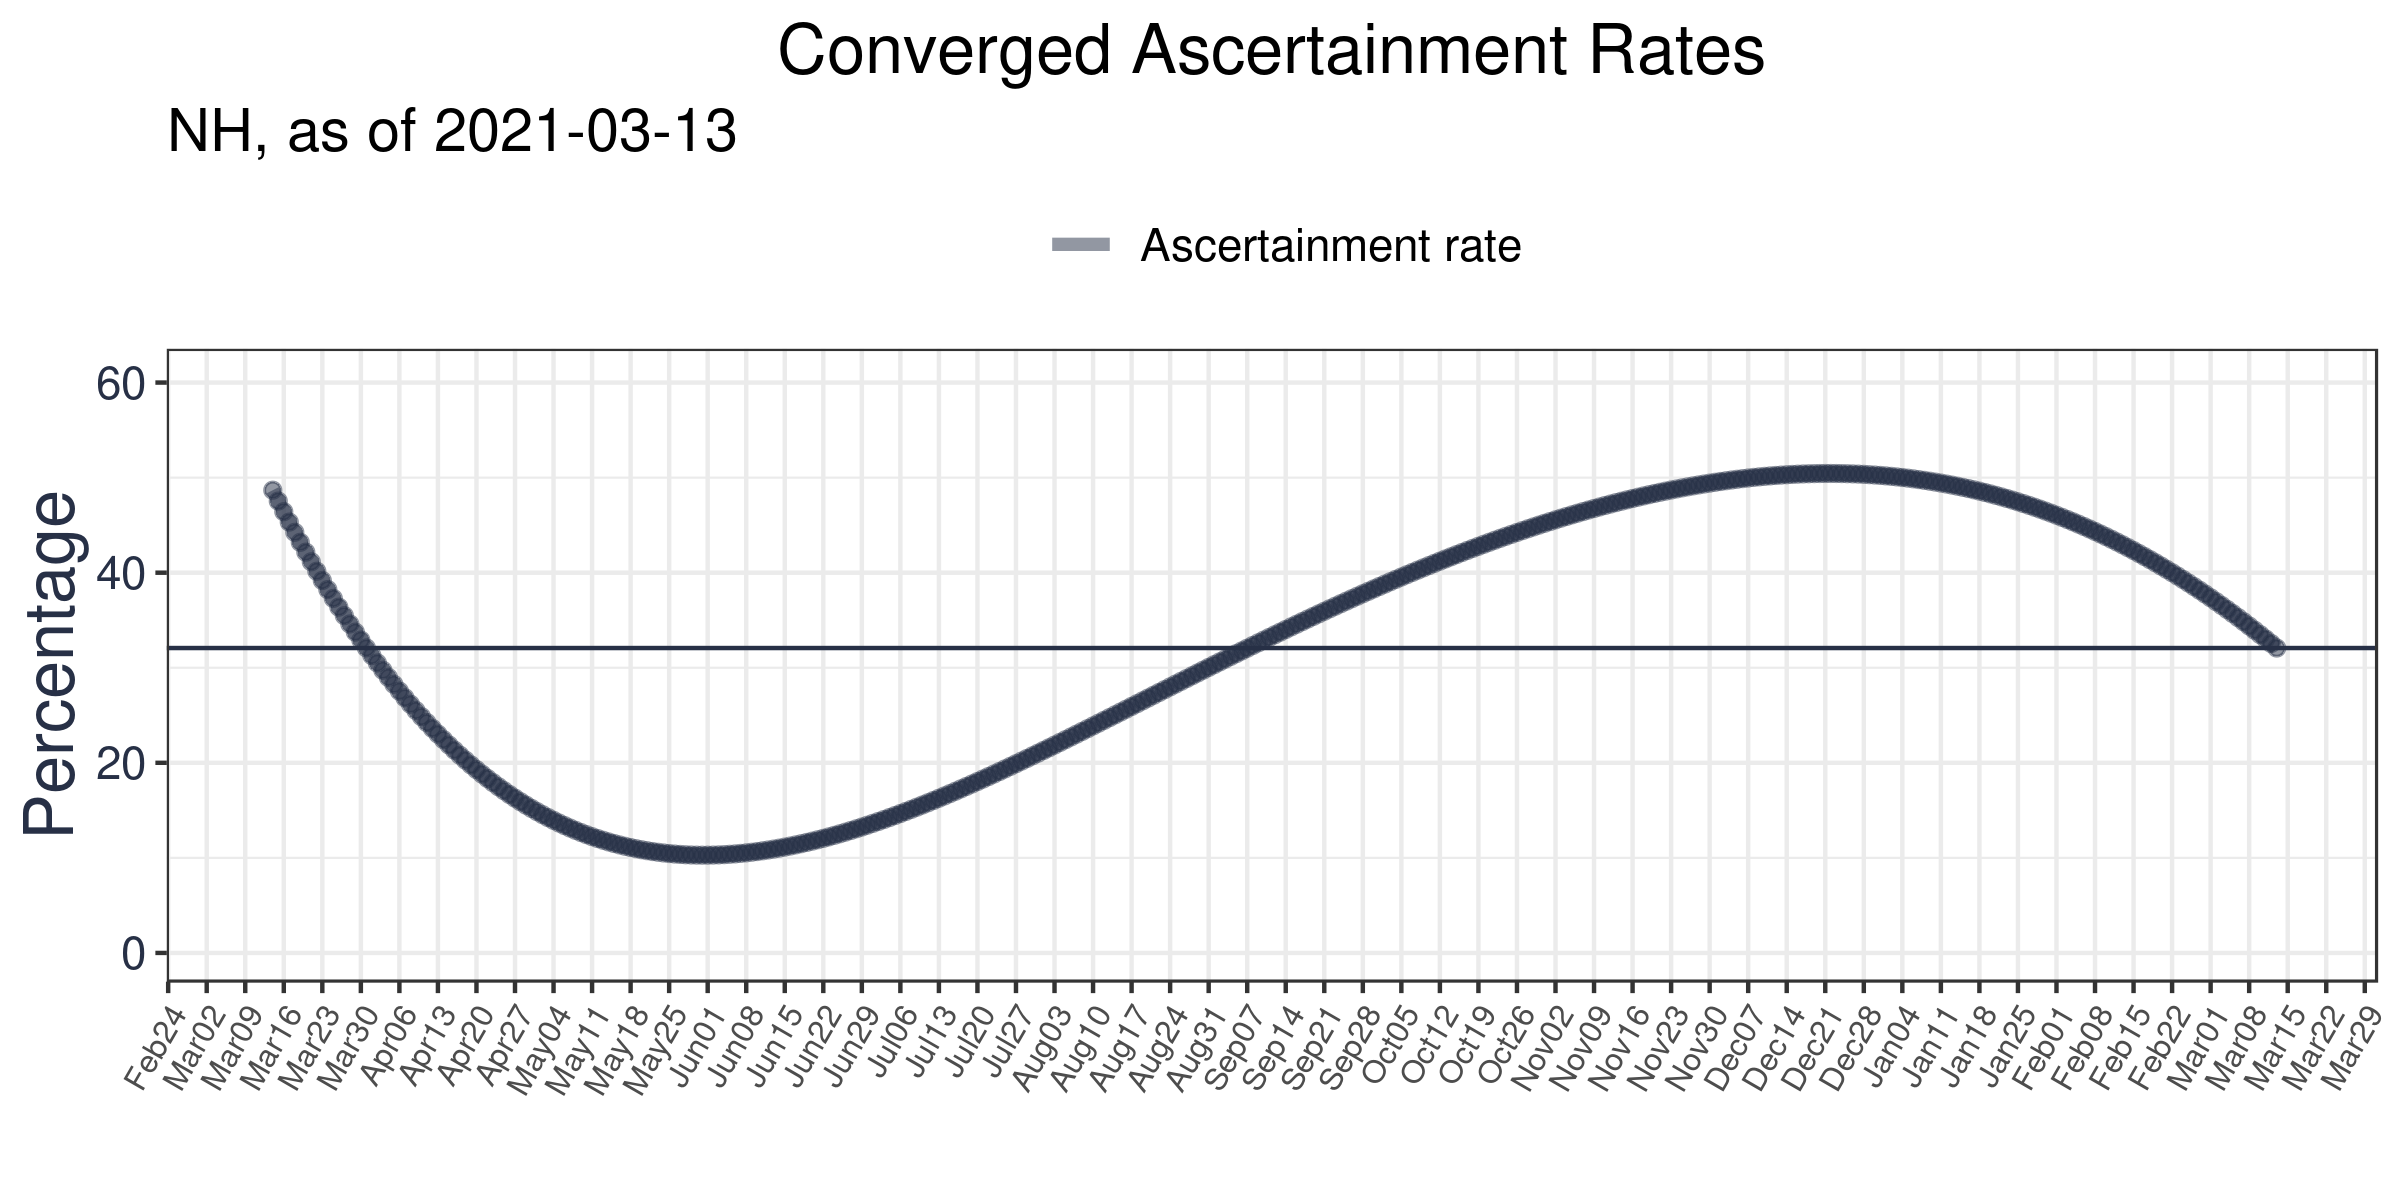 Converged Ascertainment Rates
NH, as of 2021-03-13
Ascertainment rate
Percentage
60
40
20
0
Feb24
Mar02
Mar09
Mar16
Mar23
Mar30
Apr06
Apr13
Apr20
Apr27
May04
May11
May18
May25
Jun01
Jun08
Jun15
Jun22
Jun29
Jul06
Jul13
Jul20
Jul27
Aug03
Aug10
Aug17
Aug24
Aug31
Sep07
Sep14
Sep21
Sep28
Oct05
Oct12
Oct19
Oct26
Nov02
Nov09
Nov16
Nov23
Nov30
Dec07
Dec14
Dec21
Dec28
Jan04
Jan11
Jan18
Jan25
Feb01
Feb08
Feb15
Feb22
Mar01
Mar08
Mar15
Mar22
Mar29